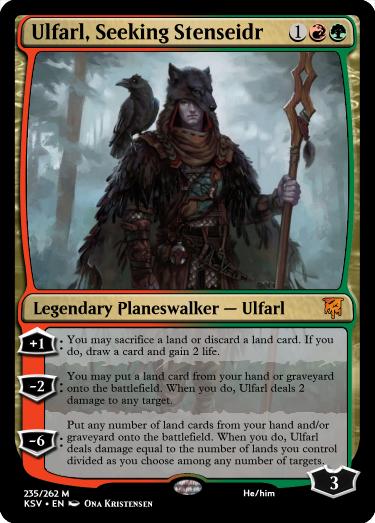 Ulfarl, Seeking Stenseidr 1
Legendary Planeswalker — Ulfarl
+1: You may sacrifice a land or discard a land card. If you
do, draw a card and gain 2 life.
-2: You may put a land card from your hand or graveyard
onto the battlefield. When you do, Ulfarl deals 2
damage to any target.
-6: Put any number of land cards from your hand and/or
graveyard onto the battlefield. When you do, Ulfarl
deals damage equal to the number of lands you control
divided as you choose among any number of targets.
3
235/262 M He/him
KSV • EN Ona Kristensen